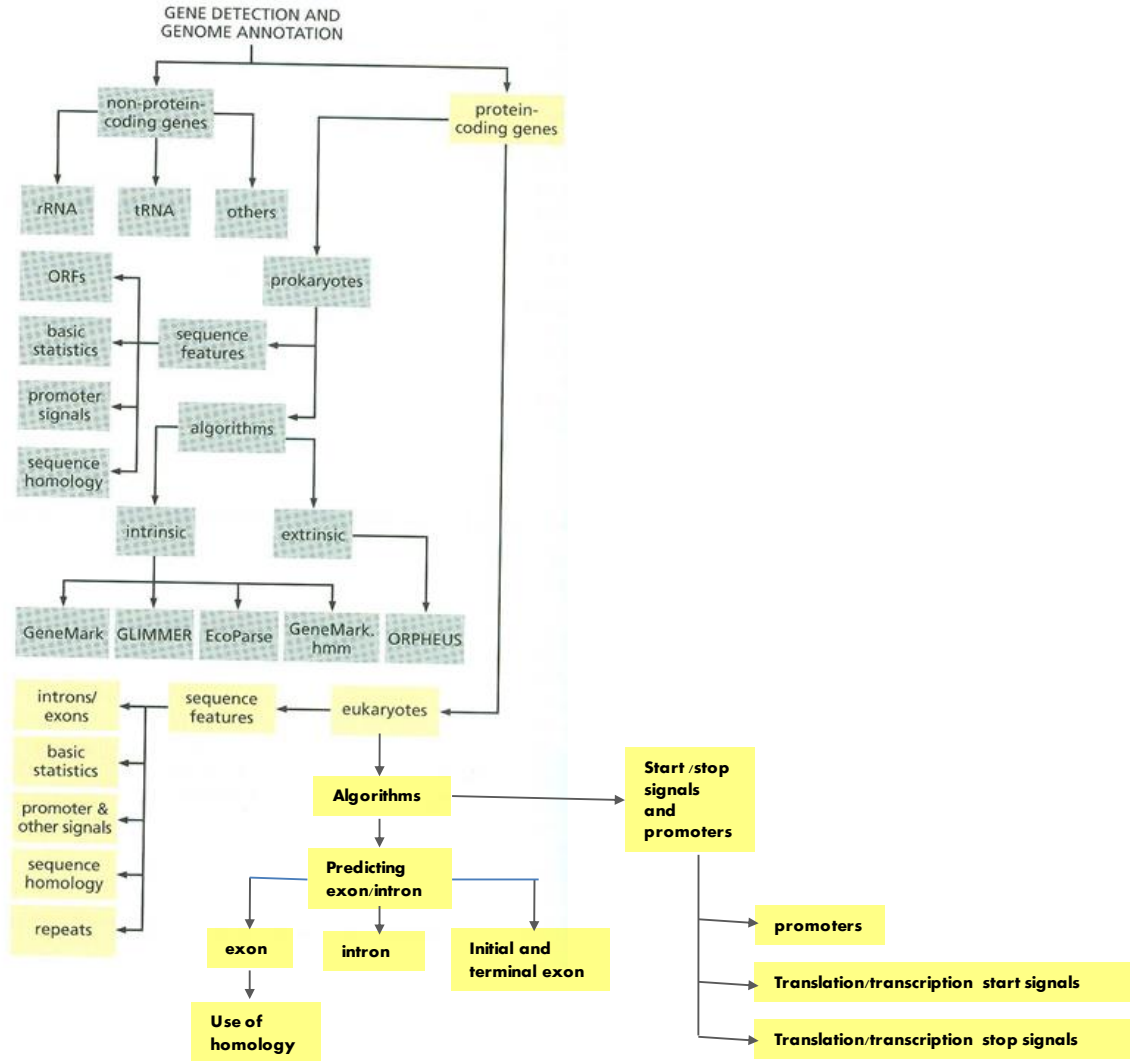 GENE DETECTION AND
GENOME ANNOTATION
non-protein-
coding genes
protein-
coding genes
rRNA
tRNA
others
ORFs
prokaryotes
basic
statistics
sequence
features
promoter
signals
algorithms
sequence
homology
intrinsic
extrinsic
GeneMark
GLIMMER
EcoParse
GeneMark.
hmm
ORPHEUS
introns/
exons
sequence
features
eukaryotes
basic
statistics
Algorithms
Start /stop
signals
and
promoters
promoter &
other signals
Predicting
exon/intron
sequence
homology
repeats
exon
intron
Initial and
terminal exon
promoters
Translation/transcription start signals
Use of
homology
Translation/transcription stop signals